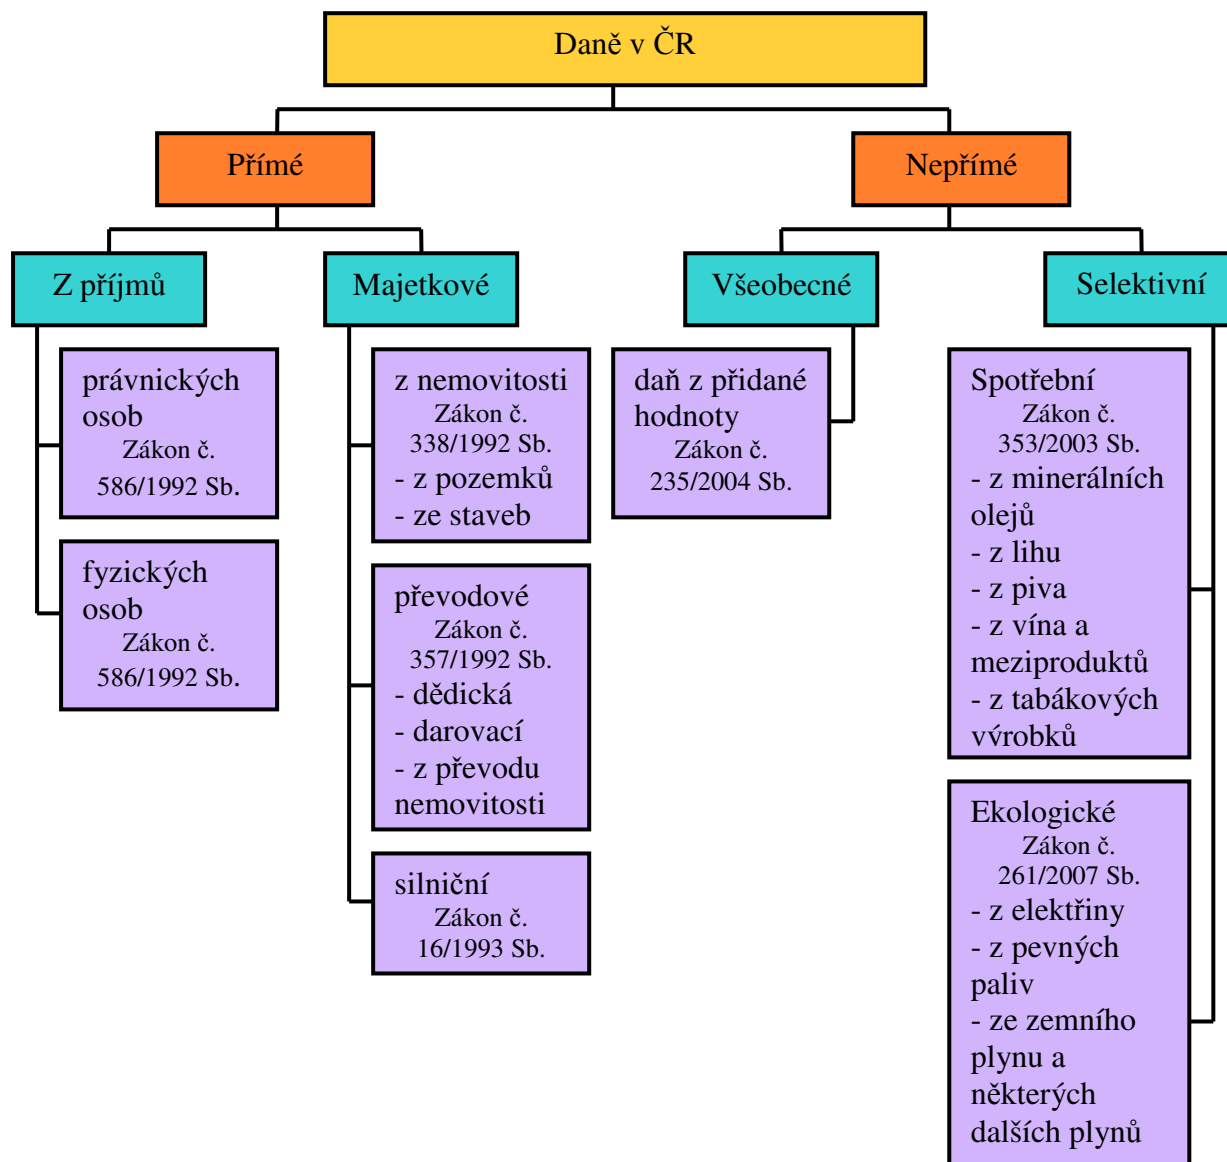 Daně v ČR
Přímé
Nepřímé
Z příjmů
Majetkové
Všeobecné
Selektivní
právnických
osob
Zákon č.
586/1992 Sb.
fyzických
osob
Zákon č.
586/1992 Sb.
z nemovitosti
Zákon č.
338/1992 Sb.
- z pozemků
- ze staveb
převodové
Zákon č.
357/1992 Sb.
- dědická
- darovací
- z převodu
nemovitosti
silniční
Zákon č.
16/1993 Sb.
daň z přidané
hodnoty
Zákon č.
235/2004 Sb.
Spotřební
Zákon č.
353/2003 Sb.
- z minerálních
olejů
- z lihu
- z piva
- z vína a
meziproduktů
- z tabákových
výrobků
Ekologické
Zákon č.
261/2007 Sb.
- z elektřiny
- z pevných
paliv
- ze zemního
plynu a
některých
dalších plynů